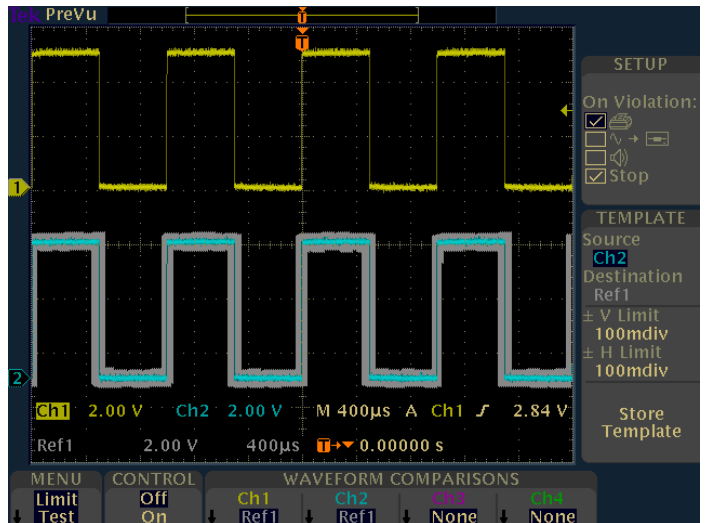 Tek PreVu
T
SETUP
On Violation:
Stop
TEMPLATE
Source
Ch2
Destination
Ref1
± V Limit
100mdiv
± H Limit
100mdiv
Store
Template
1
2
Ch1 2.00 V Ch2 2.00 V M 400µs A Ch1 2.84 V
Ref1 2.00 V 400µs T 0.00000 s
MENU
Limit
Test
CONTROL
Off
On
WAVEFORM COMPARISONS
Ch1 Ch2 Ch3 Ch4
Ref1 Ref1 None None